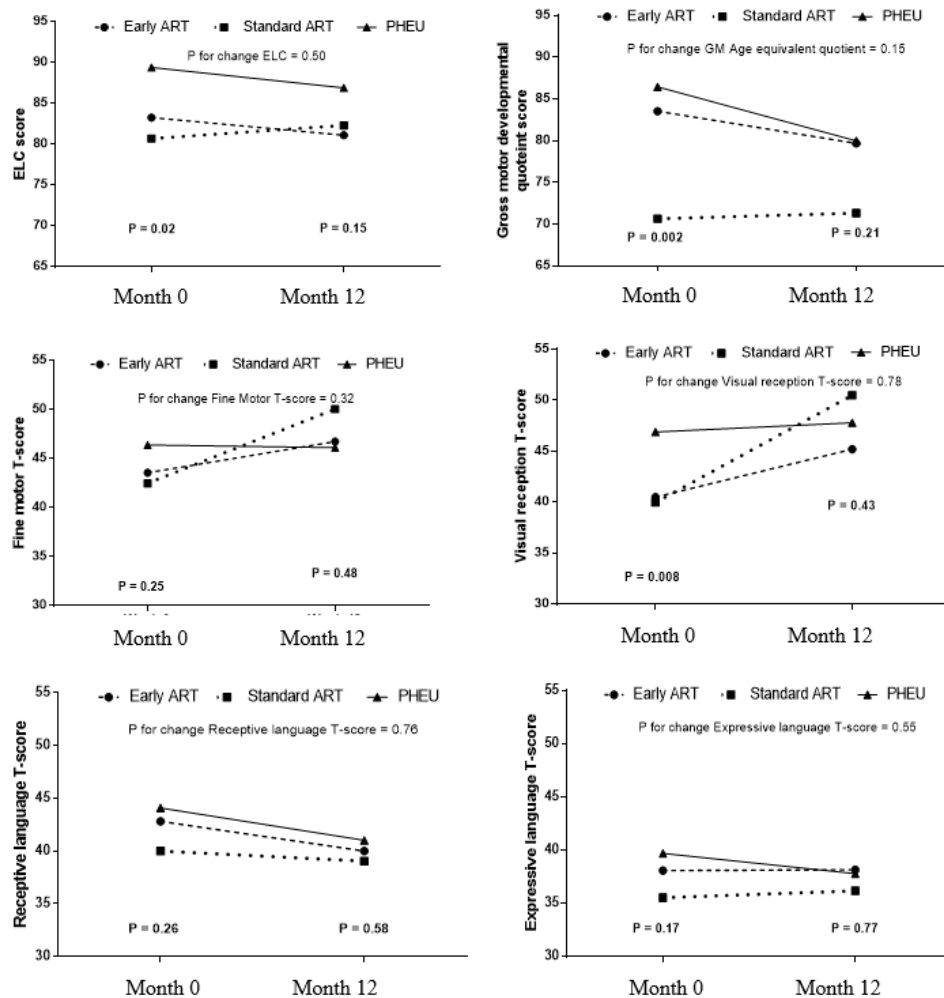 Early ART Standard ART PHEU
P for change ELC = 0.50
ELC score
95
90
85
80
75
70
65
P = 0.02 P = 0.15
Month 0 Month 12
Early ART Standard ART PHEU
P for change GM Age equivalent quotient = 0.15
Gross motor developmental
quoteint score
95
90
85
80
75
70
65
P = 0.002 P = 0.21
Month 0 Month 12
Early ART Standard ART PHEU
P for change Fine Motor T-score = 0.32
Fine motor T-score
55
50
45
40
35
30
P = 0.25 P = 0.48
Month 0 Month 12
Early ART Standard ART PHEU
P for change Visual reception T-score = 0.78
Visual reception T-score
55
50
45
40
35
30
P = 0.008 P = 0.43
Month 0 Month 12
Early ART Standard ART PHEU
P for change Receptive language T-score = 0.76
Receptive language T-score
55
50
45
40
35
30
P = 0.26 P = 0.58
Month 0 Month 12
Early ART Standard ART PHEU
P for change Expressive language T-score = 0.55
Expressive language T-score
55
50
45
40
35
30
P = 0.17 P = 0.77
Month 0 Month 12